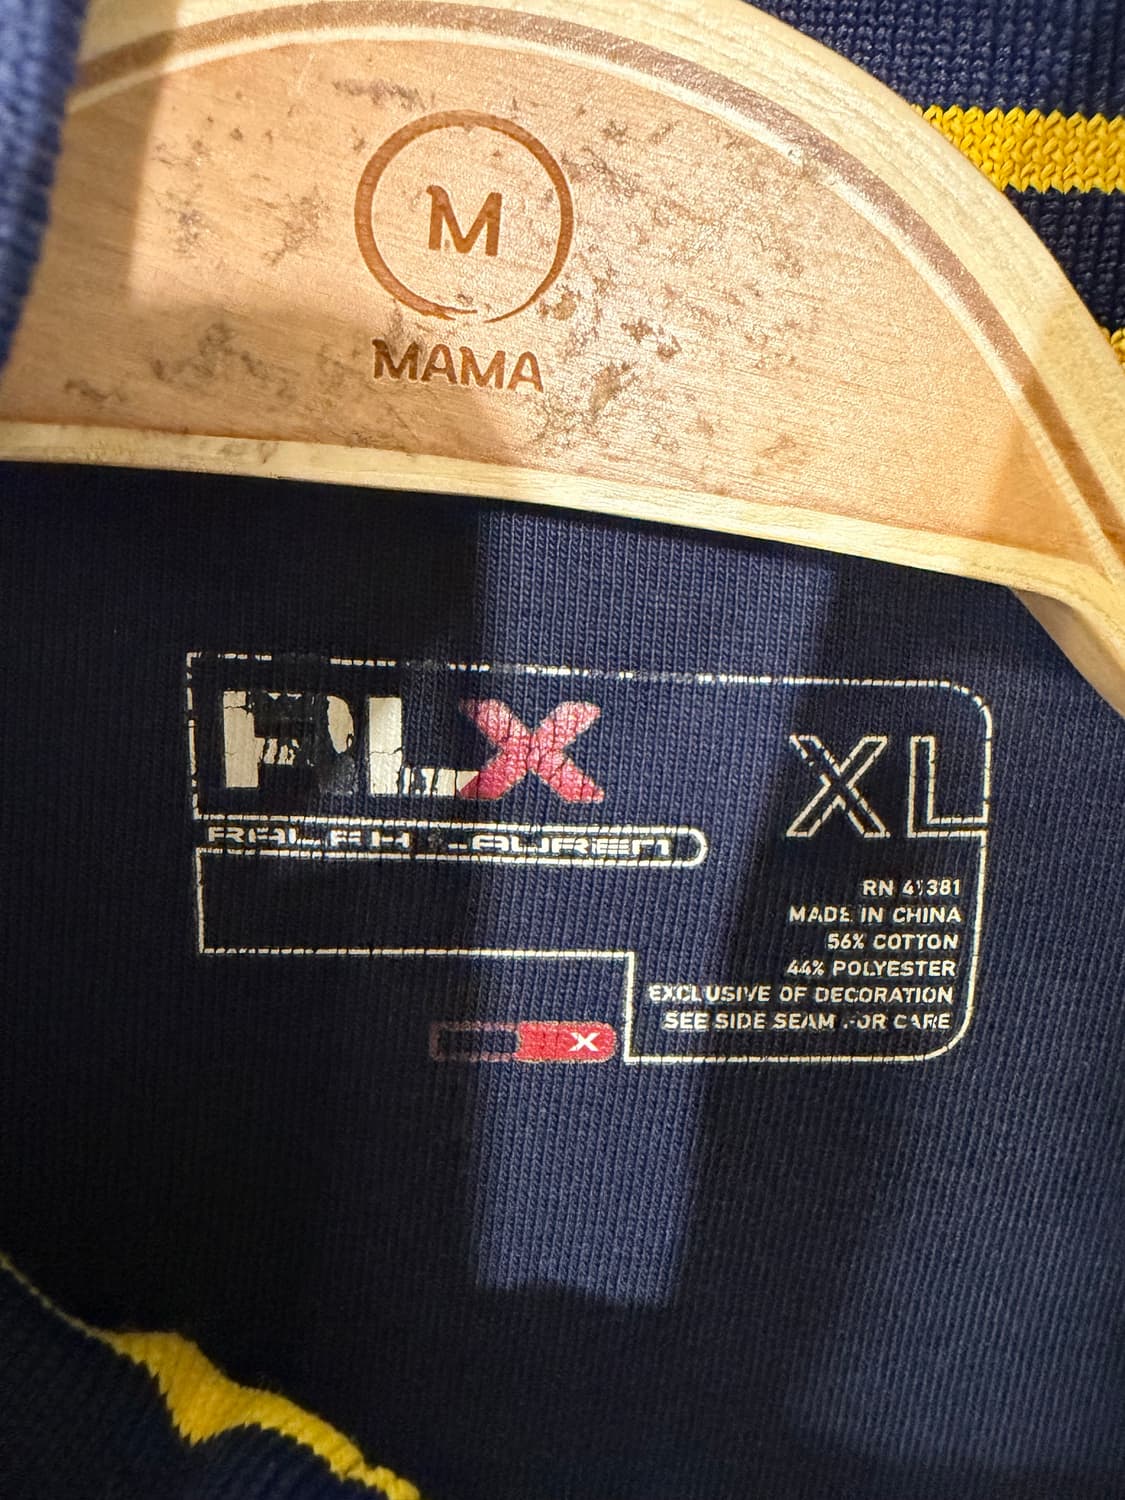 M
MAMA
RLX
XL
RALPH LAUREN
RN 41381
MADE IN CHINA
56% COTTON
44% POLYESTER
EXCLUSIVE OF DECORATION
SEE SIDE SEAM FOR CARE
X